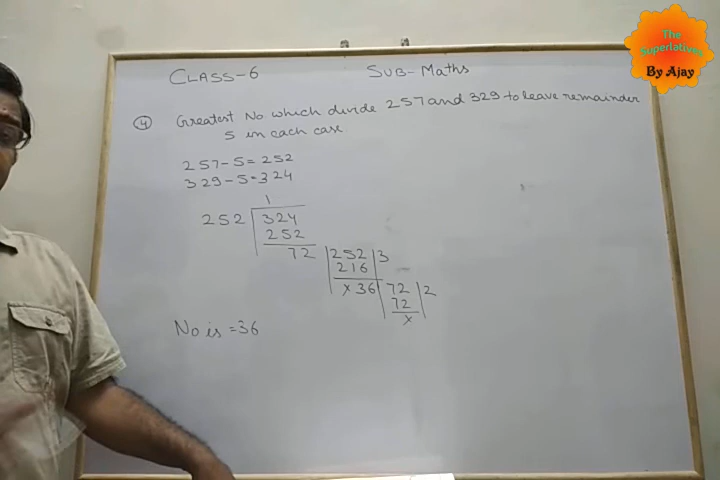 The
Superlatives
By Ajay
CLASS-6 SUB-Maths
4 Greatest No which divide 257 and 329 to leave remainder
5 in each case
257-5=252
329-5=324
1
252 324
252
72 252 3
216
x36 72 2
72
x
No is =36